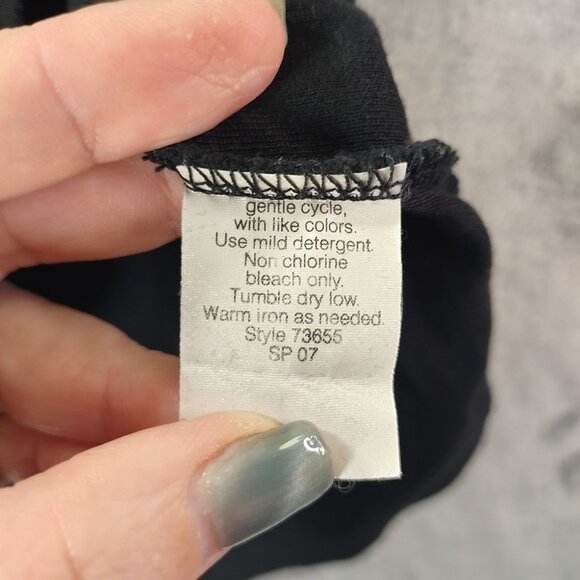 gentle cycle,
with like colors.
Use mild detergent.
Non chlorine
bleach only.
Tumble dry low.
Warm iron as needed.
Style 73655
SP 07